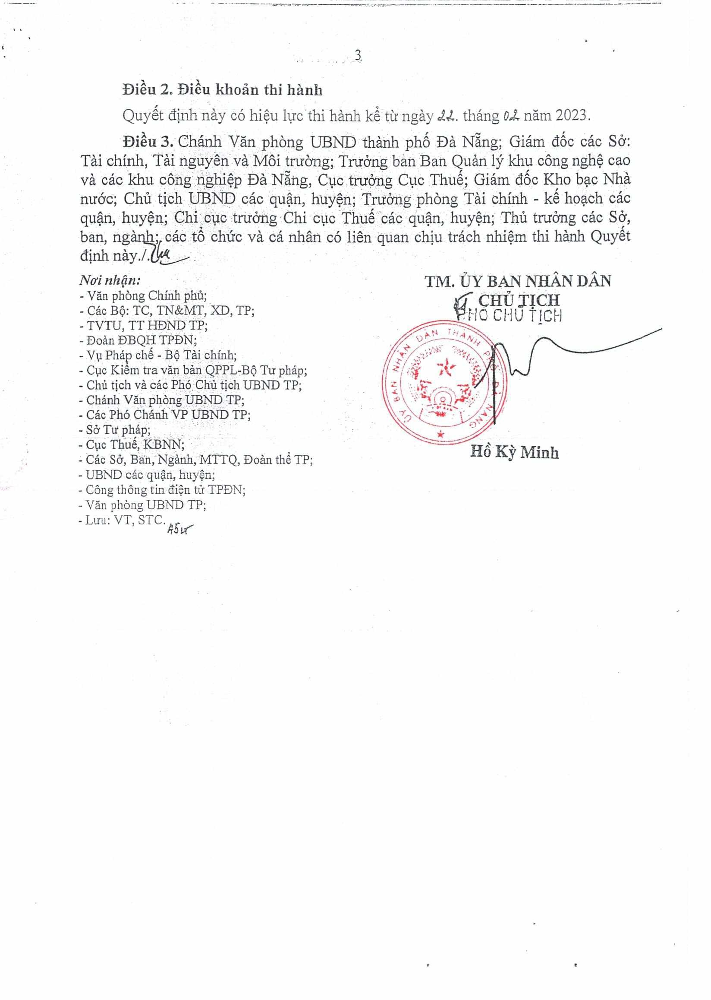 3
Điều 2. Điều khoản thi hành
Quyết định này có hiệu lực thi hành kể từ ngày 22. tháng 02 năm 2023.
Điều 3. Chánh Văn phòng UBND thành phố Đà Nẵng; Giám đốc các Sở:
Tài chính, Tài nguyên và Môi trường; Trưởng ban Ban Quản lý khu công nghệ cao
và các khu công nghiệp Đà Nẵng, Cục trưởng Cục Thuế; Giám đốc Kho bạc Nhà
nước; Chủ tịch UBND các quận, huyện; Trưởng phòng Tài chính - kế hoạch các
quận, huyện; Chi cục trưởng Chi cục Thuế các quận, huyện; Thủ trưởng các Sở,
ban, ngành; các tổ chức và cá nhân có liên quan chịu trách nhiệm thi hành Quyết
định này./.
Nơi nhận:
- Văn phòng Chính phủ;
- Các Bộ: TC, TN&MT, XD, TP;
- TVTU, TT HĐND TP;
- Đoàn ĐBQH TPĐN;
- Vụ Pháp chế - Bộ Tài chính;
- Cục Kiểm tra văn bản QPPL-Bộ Tư pháp;
- Chủ tịch và các Phó Chủ tịch UBND TP;
- Chánh Văn phòng UBND TP;
- Các Phó Chánh VP UBND TP;
- Sở Tư pháp;
- Cục Thuế, KBNN;
- Các Sở, Ban, Ngành, MTTQ, Đoàn thể TP;
- UBND các quận, huyện;
- Công thông tin điện tử TPĐN;
- Văn phòng UBND TP;
- Lưu: VT, STC.
TM. ỦY BAN NHÂN DÂN
CHỦ TỊCH
PHÓ CHỦ TỊCH
ỦY BAN NHÂN DÂN THÀNH PHỐ ĐÀ NẴNG
Hồ Kỳ Minh